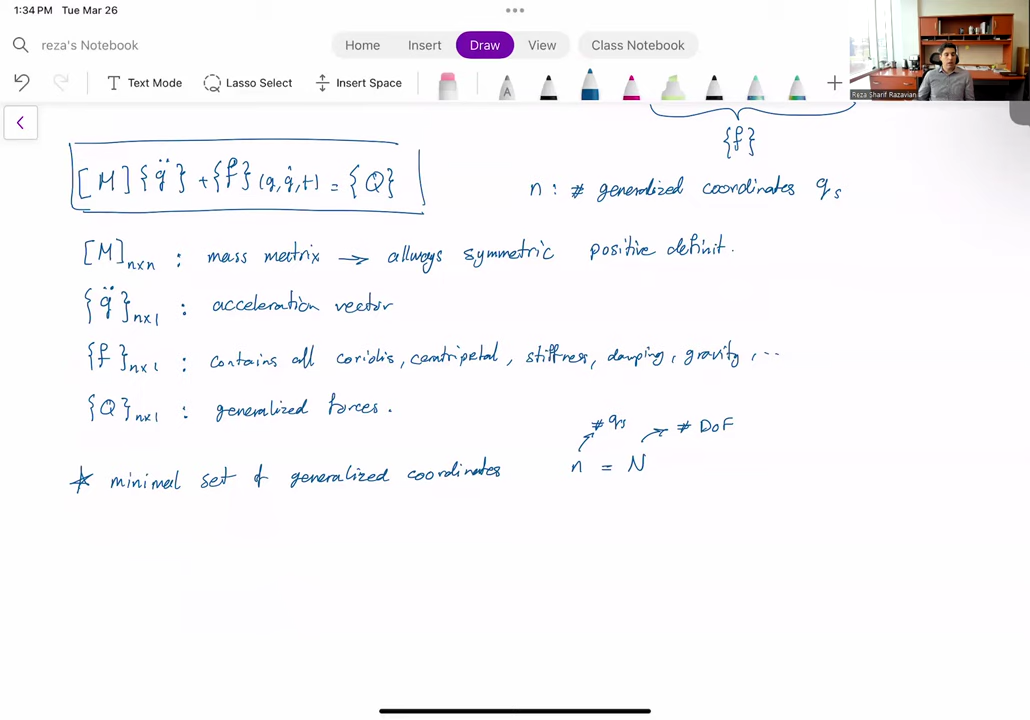 1:34 PM Tue Mar 26
reza's Notebook
Home Insert Draw View Class Notebook
Text Mode Lasso Select Insert Space
A
Reza Sharif Razavian
{f}
[M]{q̈} + {f}(q,q̇,t) = {Q}
n : # generalized coordinates qs
[M]nxn : mass matrix → allways symmetric positive definit.
{q̈}nx1 : acceleration vector
{f}nx1 : contains all coriolis, centripetal, stiffness, damping, gravity, ...
{Q}nx1 : generalized forces.
# qs # DoF
* minimal set of generalized coordinates n = N